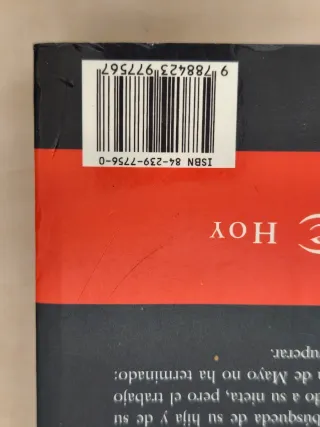 úsqueda de su hija y de su
do a su nieta, pero el trabajo
a de Mayo no ha terminado:
uperar.
HOY
ISBN 84-239-7756-0
9 788423 977567